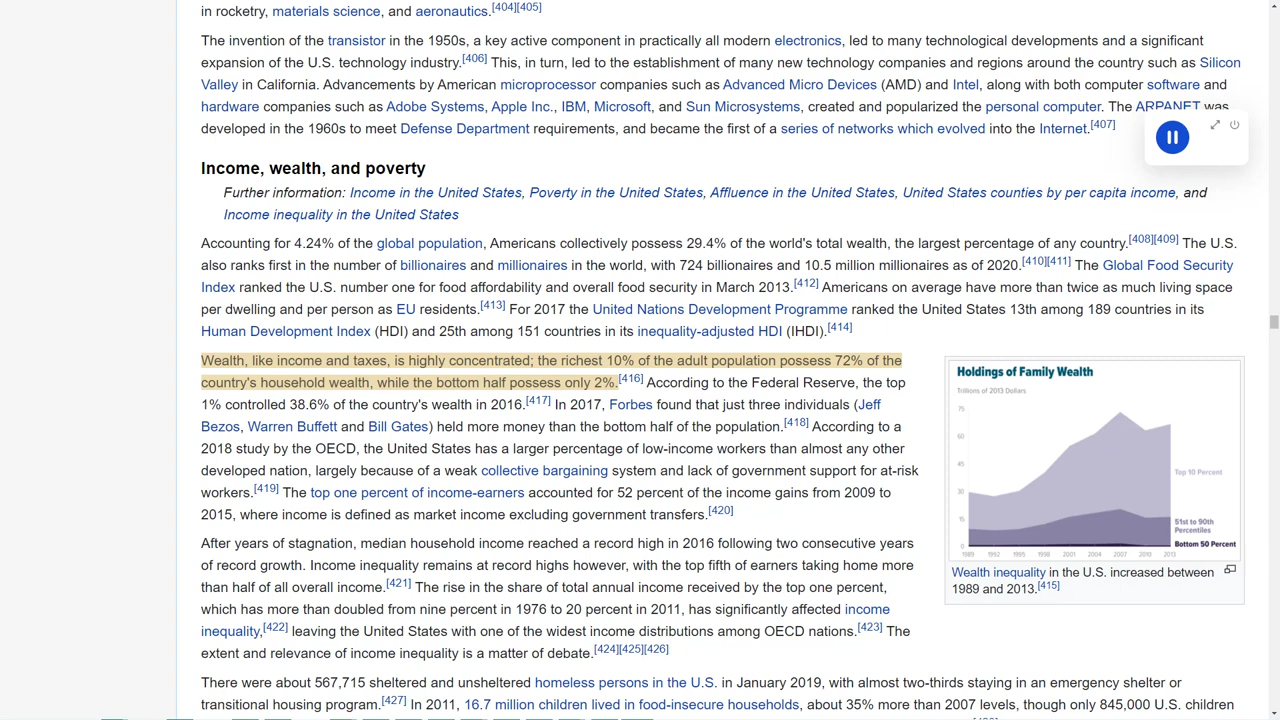 in rocketry, materials science, and aeronautics.[404][405]
The invention of the transistor in the 1950s, a key active component in practically all modern electronics, led to many technological developments and a significant
expansion of the U.S. technology industry.[406] This, in turn, led to the establishment of many new technology companies and regions around the country such as Silicon
Valley in California. Advancements by American microprocessor companies such as Advanced Micro Devices (AMD) and Intel, along with both computer software and
hardware companies such as Adobe Systems, Apple Inc., IBM, Microsoft, and Sun Microsystems, created and popularized the personal computer. The ARPANET was
developed in the 1960s to meet Defense Department requirements, and became the first of a series of networks which evolved into the Internet.[407]
Income, wealth, and poverty
Further information: Income in the United States, Poverty in the United States, Affluence in the United States, United States counties by per capita income, and
Income inequality in the United States
Accounting for 4.24% of the global population, Americans collectively possess 29.4% of the world's total wealth, the largest percentage of any country.[408][409] The U.S.
also ranks first in the number of billionaires and millionaires in the world, with 724 billionaires and 10.5 million millionaires as of 2020.[410][411] The Global Food Security
Index ranked the U.S. number one for food affordability and overall food security in March 2013.[412] Americans on average have more than twice as much living space
per dwelling and per person as EU residents.[413] For 2017 the United Nations Development Programme ranked the United States 13th among 189 countries in its
Human Development Index (HDI) and 25th among 151 countries in its inequality-adjusted HDI (IHDI).[414]
Wealth, like income and taxes, is highly concentrated; the richest 10% of the adult population possess 72% of the
country's household wealth, while the bottom half possess only 2%.[416] According to the Federal Reserve, the top
1% controlled 38.6% of the country's wealth in 2016.[417] In 2017, Forbes found that just three individuals (Jeff
Bezos, Warren Buffett and Bill Gates) held more money than the bottom half of the population.[418] According to a
2018 study by the OECD, the United States has a larger percentage of low-income workers than almost any other
developed nation, largely because of a weak collective bargaining system and lack of government support for at-risk
workers.[419] The top one percent of income-earners accounted for 52 percent of the income gains from 2009 to
2015, where income is defined as market income excluding government transfers.[420]
After years of stagnation, median household income reached a record high in 2016 following two consecutive years
of record growth. Income inequality remains at record highs however, with the top fifth of earners taking home more
than half of all overall income.[421] The rise in the share of total annual income received by the top one percent,
which has more than doubled from nine percent in 1976 to 20 percent in 2011, has significantly affected income
inequality,[422] leaving the United States with one of the widest income distributions among OECD nations.[423] The
extent and relevance of income inequality is a matter of debate.[424][425][426]
There were about 567,715 sheltered and unsheltered homeless persons in the U.S. in January 2019, with almost two-thirds staying in an emergency shelter or
transitional housing program.[427] In 2011, 16.7 million children lived in food-insecure households, about 35% more than 2007 levels, though only 845,000 U.S. children
Holdings of Family Wealth
Trillions of 2013 Dollars
75
60
45
30
15
0
Top 10 Percent
51st to 90th
Percentiles
Bottom 50 Percent
1989 1992 1995 1998 2001 2004 2007 2010 2013
Wealth inequality in the U.S. increased between
1989 and 2013.[415]